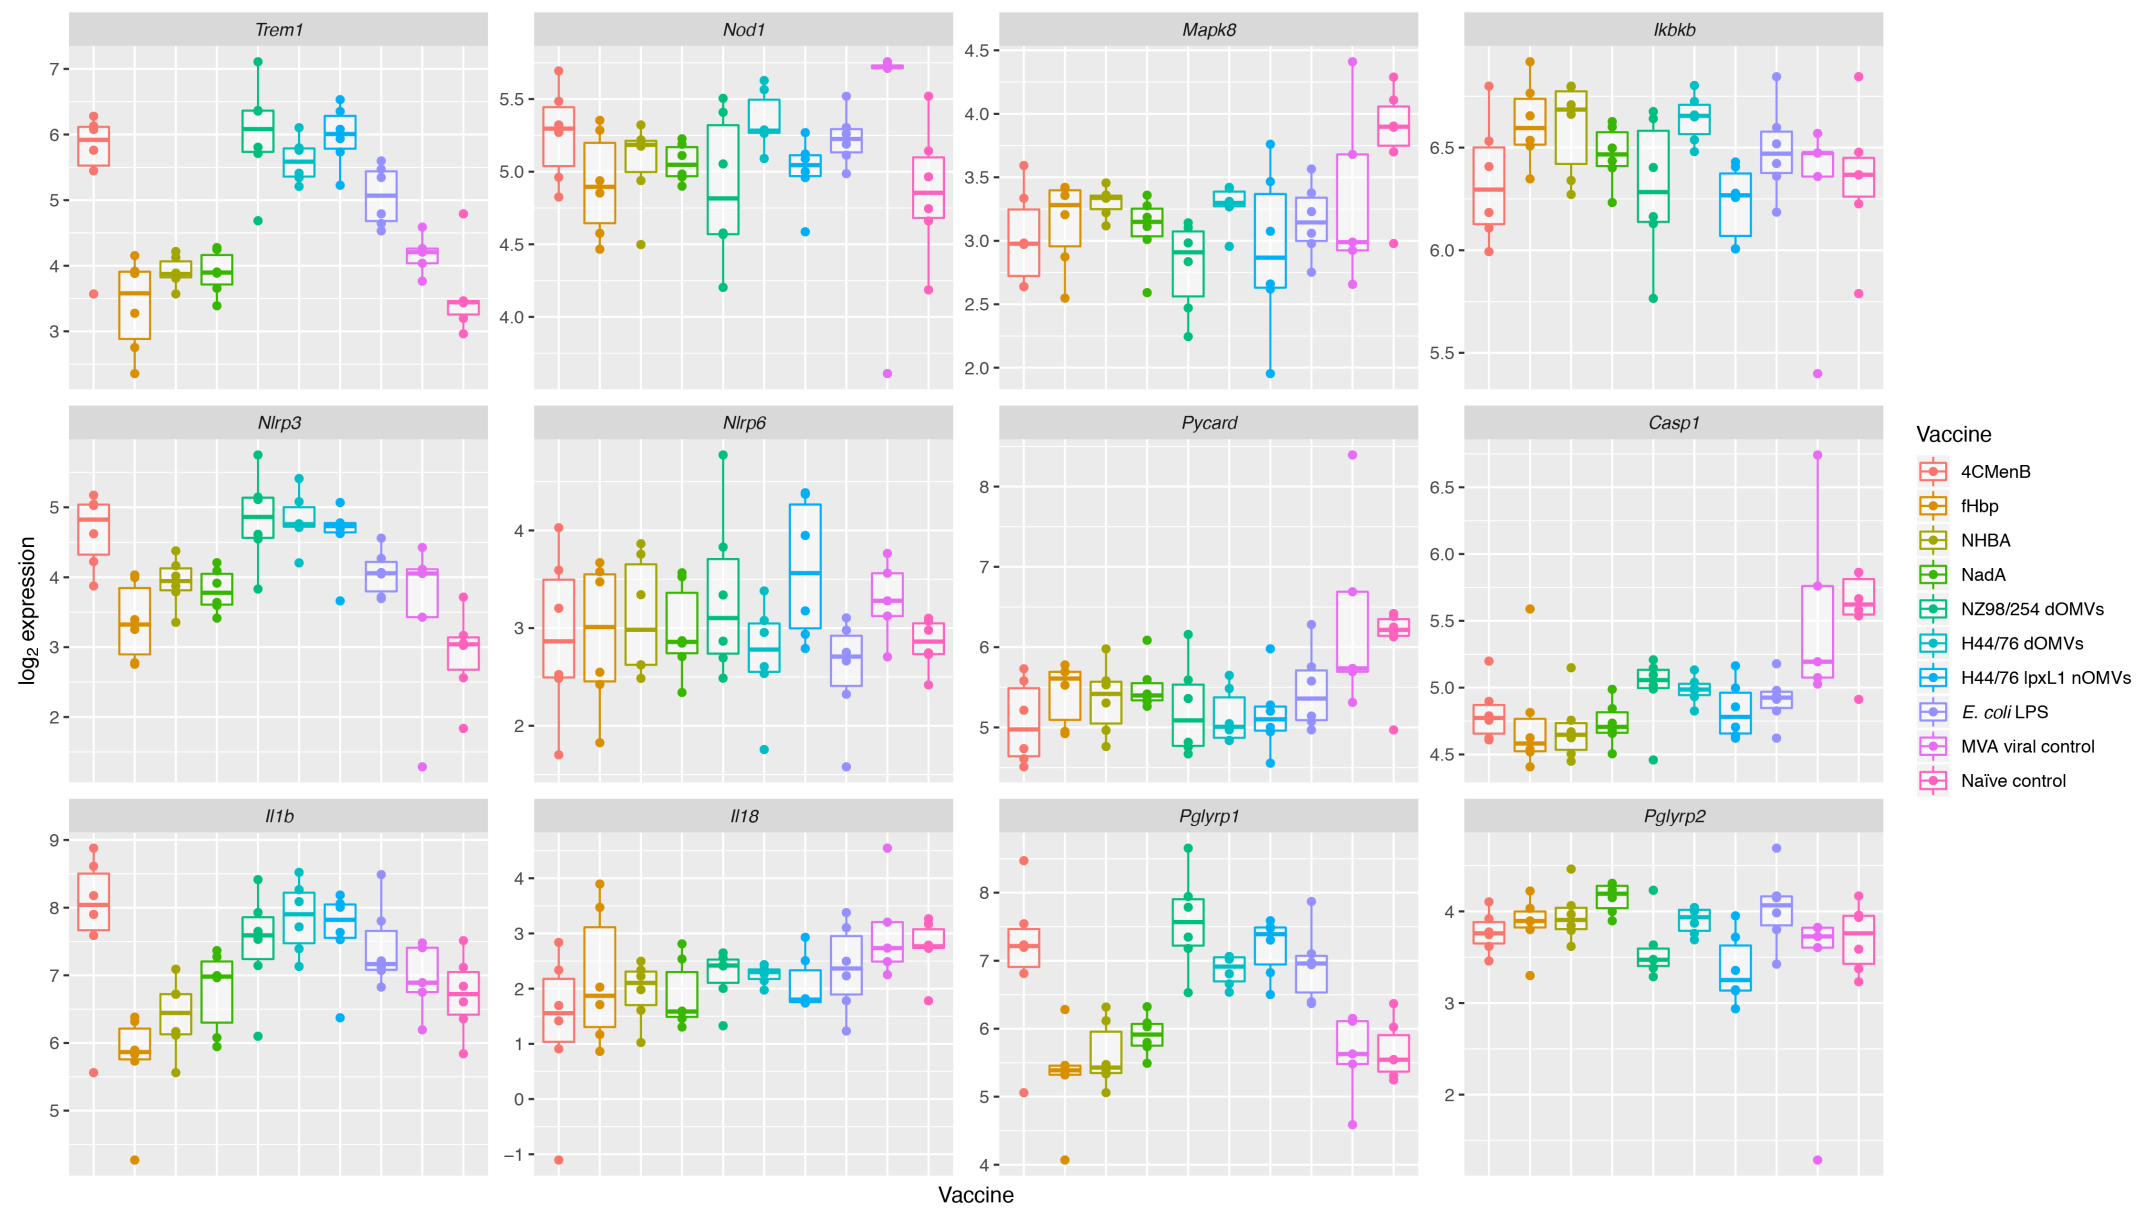 Trem1 Nod1 Mapk8 Ikbkb
7 6 5 4 3
5.5 5.0 4.5 4.0
4.5 4.0 3.5 3.0 2.5 2.0
6.5 6.0 5.5
Nlrp3 Nlrp6 Pycard Casp1
5 4 3 2
4 3 2
8 7 6 5
6.5 6.0 5.5 5.0 4.5
Il1b Il18 Pglyrp1 Pglyrp2
9 8 7 6 5
4 3 2 1 0 −1
8 7 6 5 4
4 3 2
log2 expression
Vaccine
Vaccine
4CMenB
fHbp
NHBA
NadA
NZ98/254 dOMVs
H44/76 dOMVs
H44/76 lpxL1 nOMVs
E. coli LPS
MVA viral control
Naïve control